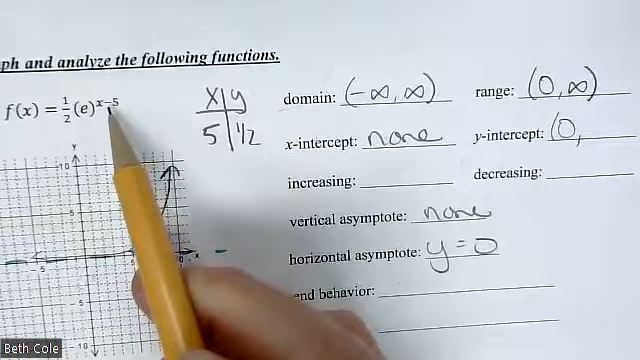 ph and analyze the following functions.
f(x) = 1/2 (e)^{x-5}
x | y
5 | 1/2
domain: (-∞, ∞)
range: (0, ∞)
x-intercept: none
y-intercept: (0,
increasing:
decreasing:
vertical asymptote: none
horizontal asymptote: y = 0
end behavior:
y
10
5
-5
x
-5
-10
Beth Cole